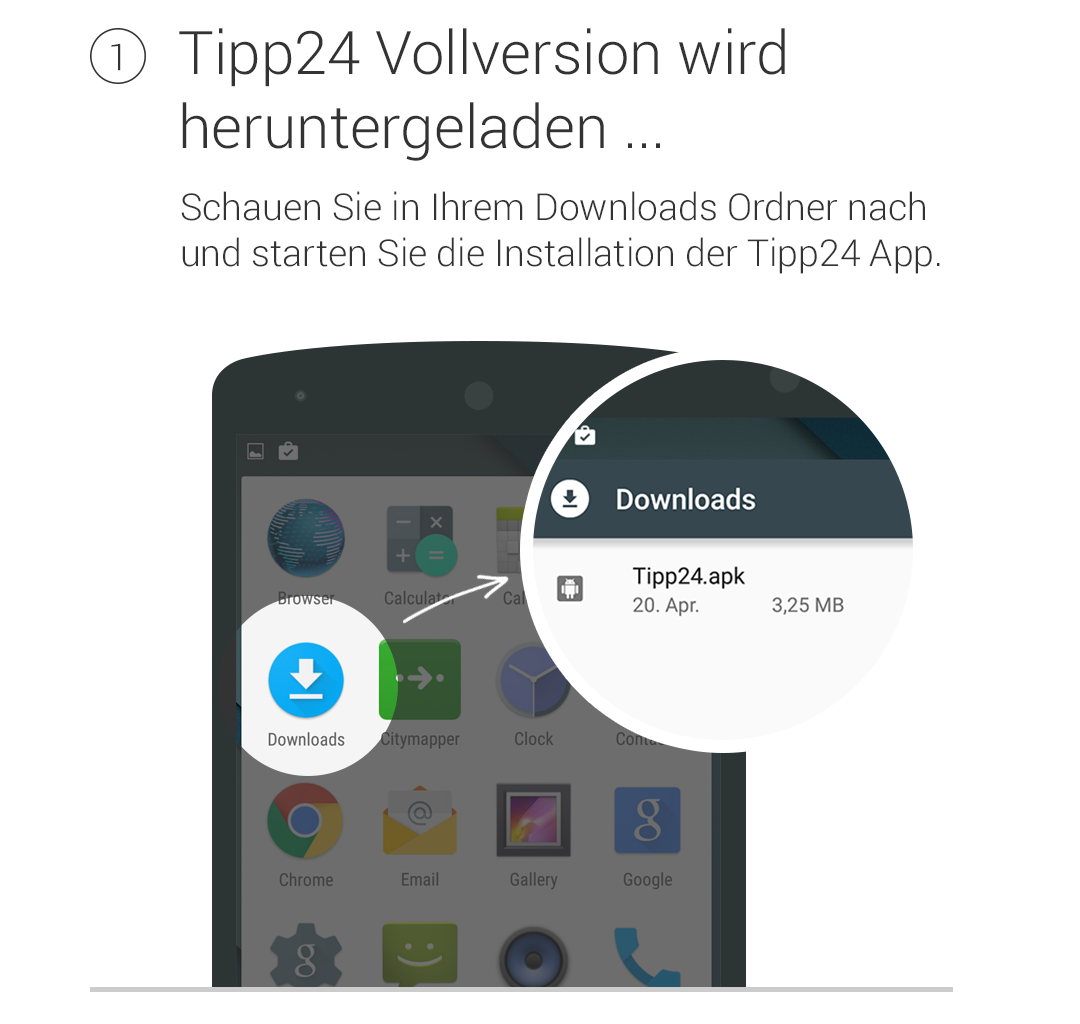 1 Tipp24 Vollversion wird
heruntergeladen ...
Schauen Sie in Ihrem Downloads Ordner nach
und starten Sie die Installation der Tipp24 App.
Downloads
Tipp24.apk
20. Apr. 3,25 MB
Browser Calculator Cal
Downloads Citymapper Clock Conta
Chrome Email Gallery Google